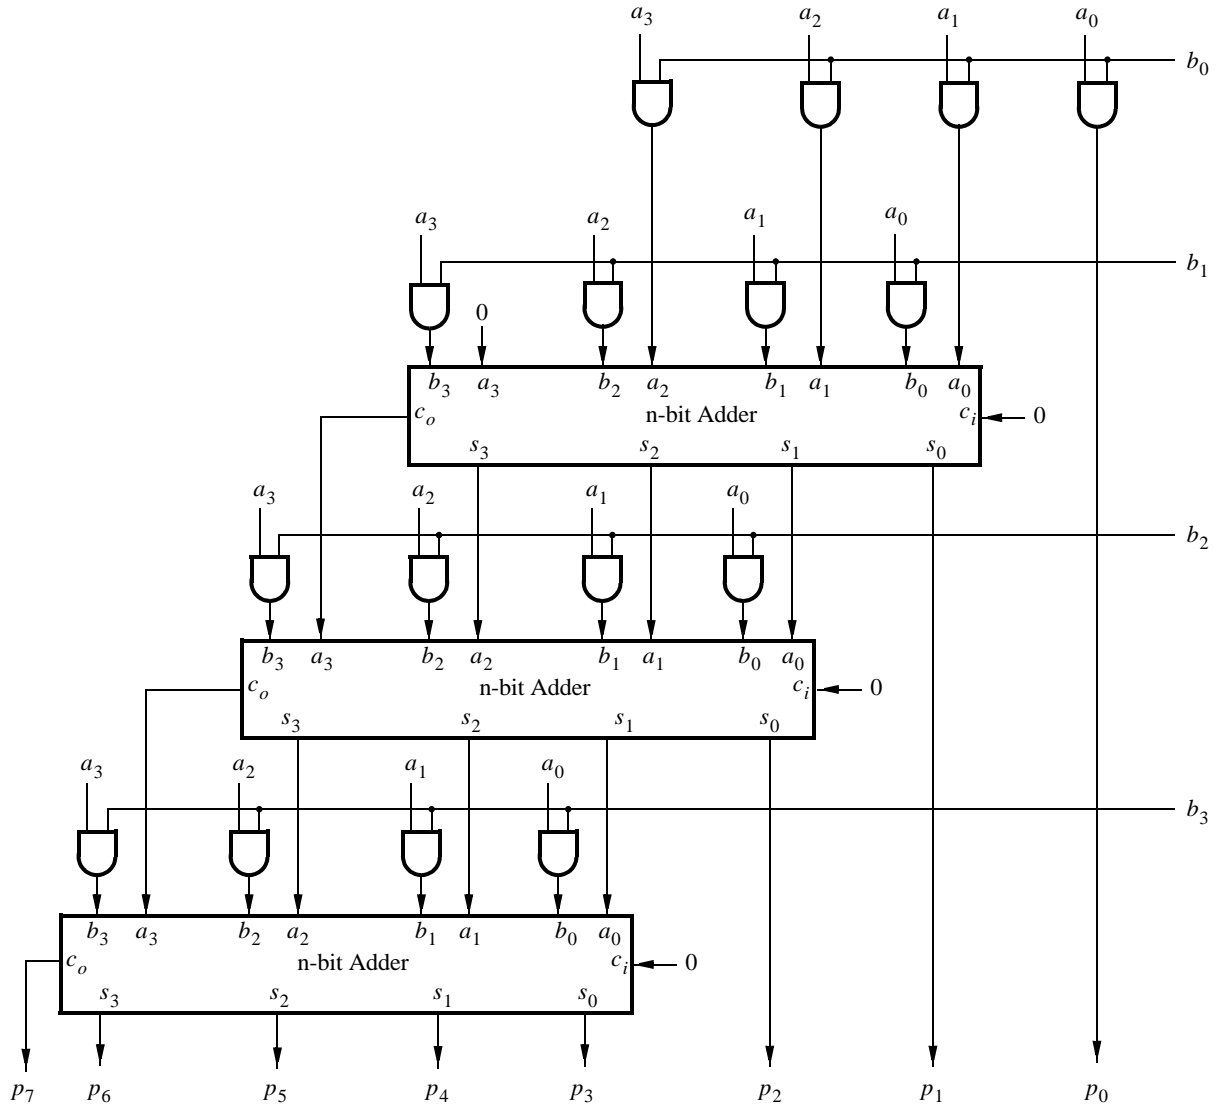 a3 a2 a1 a0
b0
a3 a2 a1 a0
b1
0
b3 a3 b2 a2 b1 a1 b0 a0
co n-bit Adder ci 0
s3 s2 s1 s0
a3 a2 a1 a0
b2
b3 a3 b2 a2 b1 a1 b0 a0
co n-bit Adder ci 0
s3 s2 s1 s0
a3 a2 a1 a0
b3
b3 a3 b2 a2 b1 a1 b0 a0
co n-bit Adder ci 0
s3 s2 s1 s0
p7 p6 p5 p4 p3 p2 p1 p0